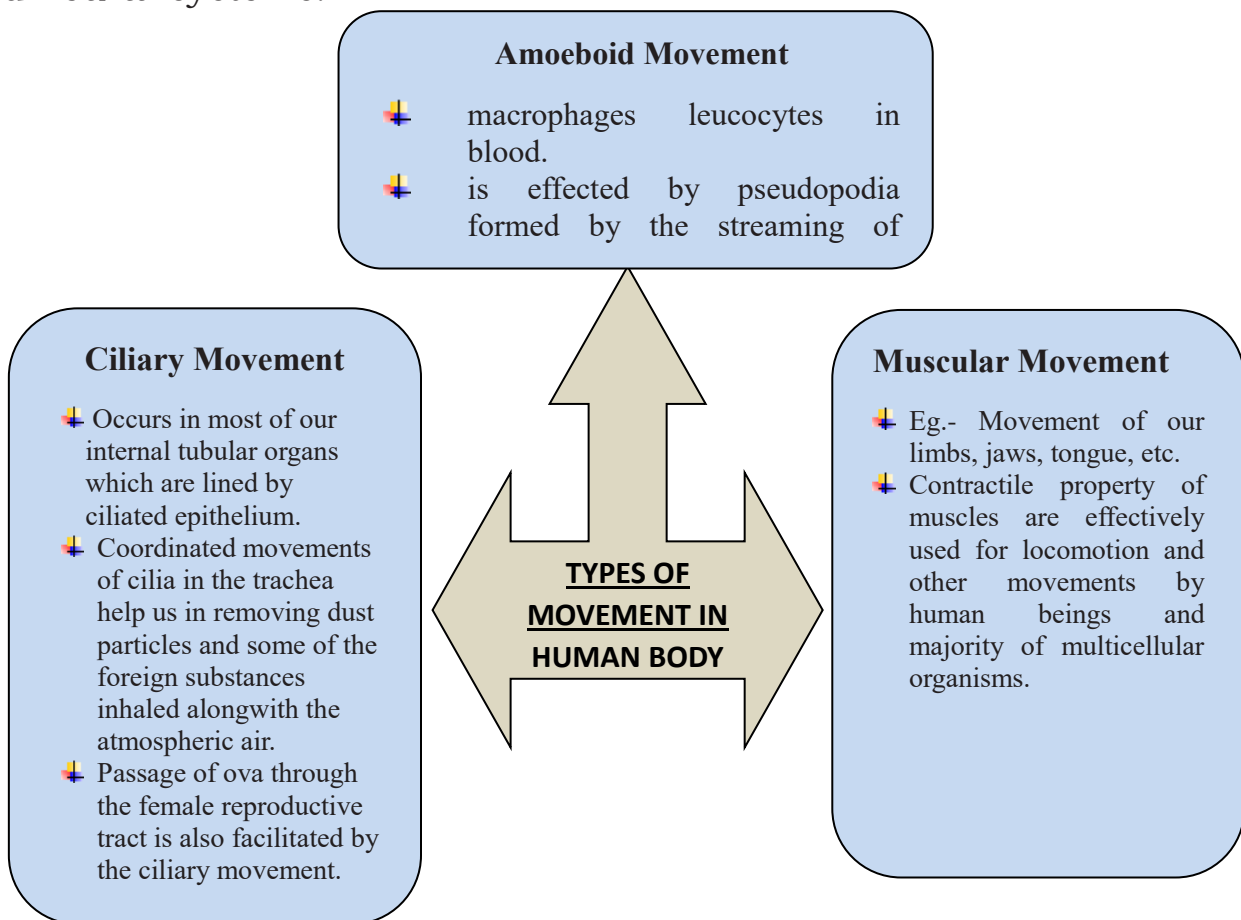 Amoeboid Movement
macrophages leucocytes in
blood.
is effected by pseudopodia
formed by the streaming of
Ciliary Movement
Occurs in most of our
internal tubular organs
which are lined by
ciliated epithelium.
Coordinated movements
of cilia in the trachea
help us in removing dust
particles and some of the
foreign substances
inhaled alongwith the
atmospheric air.
Passage of ova through
the female reproductive
tract is also facilitated by
the ciliary movement.
TYPES OF
MOVEMENT IN
HUMAN BODY
Muscular Movement
Eg.- Movement of our
limbs, jaws, tongue, etc.
Contractile property of
muscles are effectively
used for locomotion and
other movements by
human beings and
majority of multicellular
organisms.